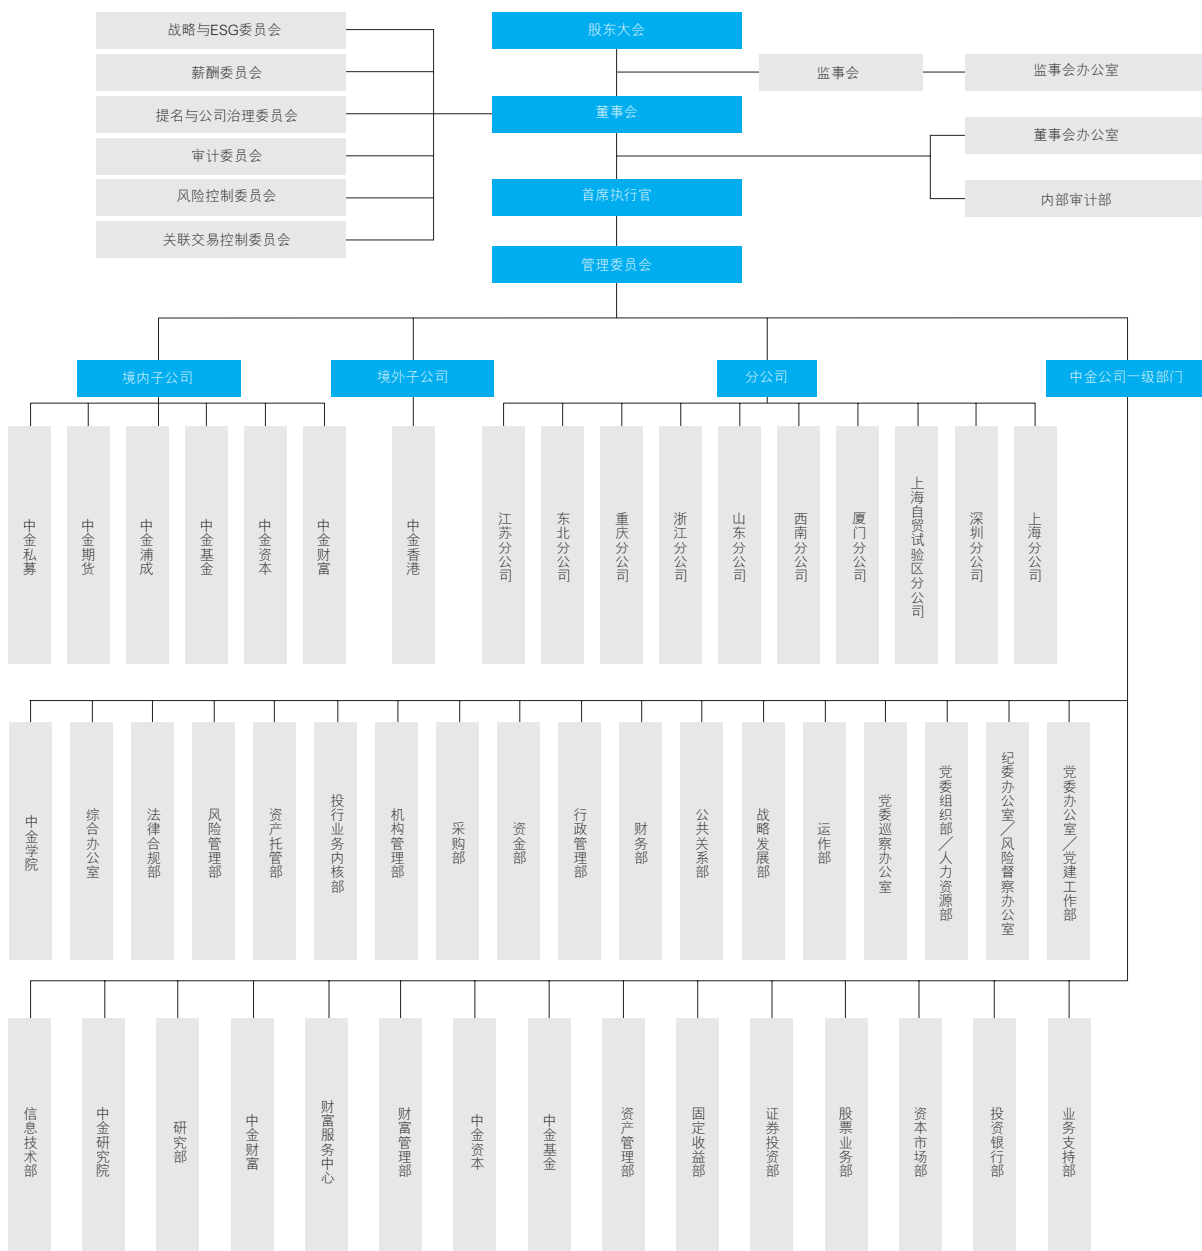 战略与ESG委员会
股东大会
薪酬委员会
监事会
监事会办公室
提名与公司治理委员会
董事会
董事会办公室
审计委员会
风险控制委员会
首席执行官
内部审计部
关联交易控制委员会
管理委员会
境内子公司
境外子公司
分公司
中金公司一级部门
中金私募
中金期货
中金浦成
中金基金
中金资本
中金财富
中金香港
江苏分公司
东北分公司
重庆分公司
浙江分公司
山东分公司
西南分公司
厦门分公司
上海自贸试验区分公司
深圳分公司
上海分公司
中金学院
综合办公室
法律合规部
风险管理部
资产托管部
投行业务内核部
机构管理部
采购部
资金部
行政管理部
财务部
公共关系部
战略发展部
运作部
党委巡察办公室
党委组织部／人力资源部
纪委办公室／风险督察办公室
党委办公室／党建工作部
信息技术部
中金研究院
研究部
中金财富
财富服务中心
财富管理部
中金资本
中金基金
资产管理部
固定收益部
证券投资部
股票业务部
资本市场部
投资银行部
业务支持部